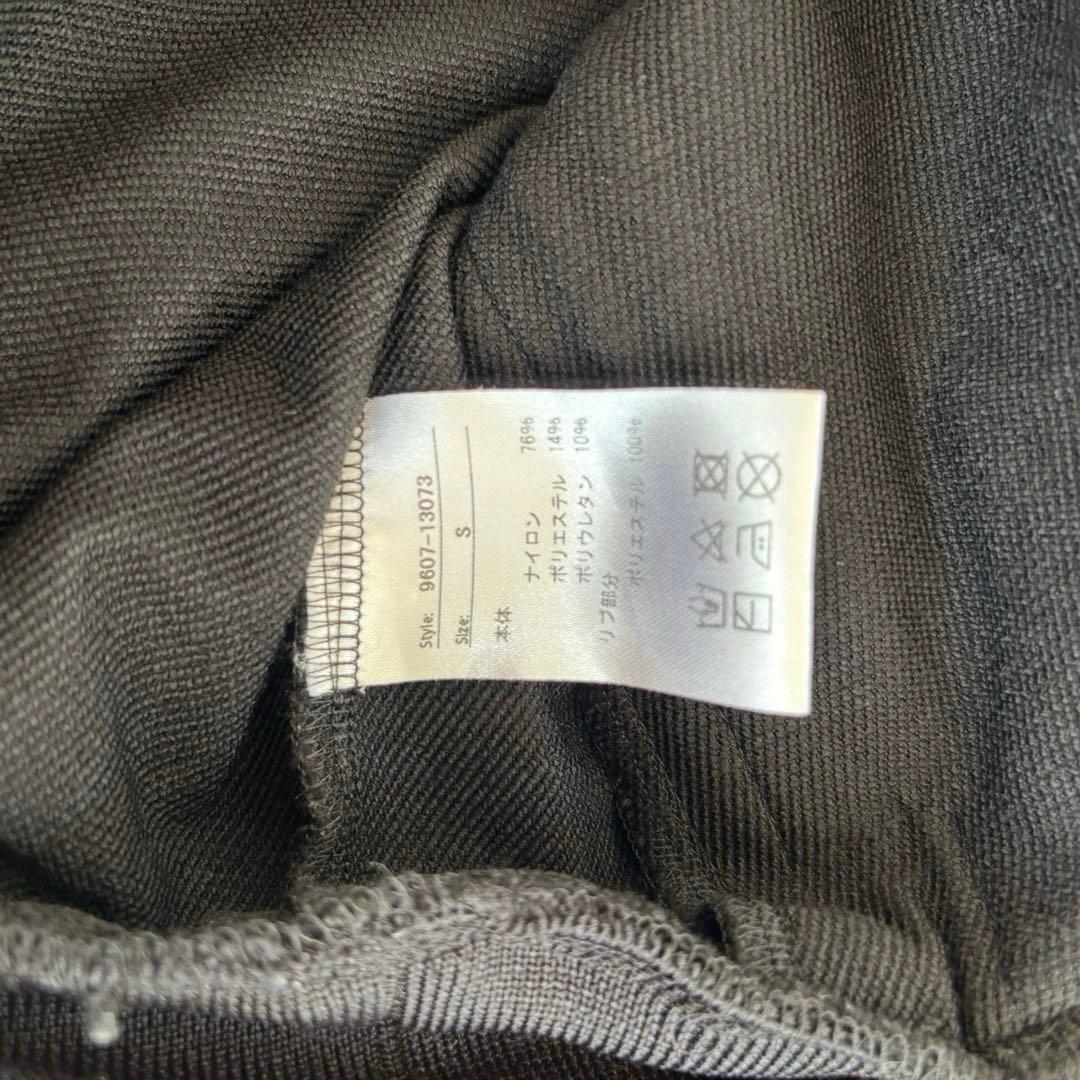 Style: 9607-13073
Size: S
本体
ナイロン 76%
ポリエステル 14%
ポリウレタン 10%
リブ部分
ポリエステル 100%